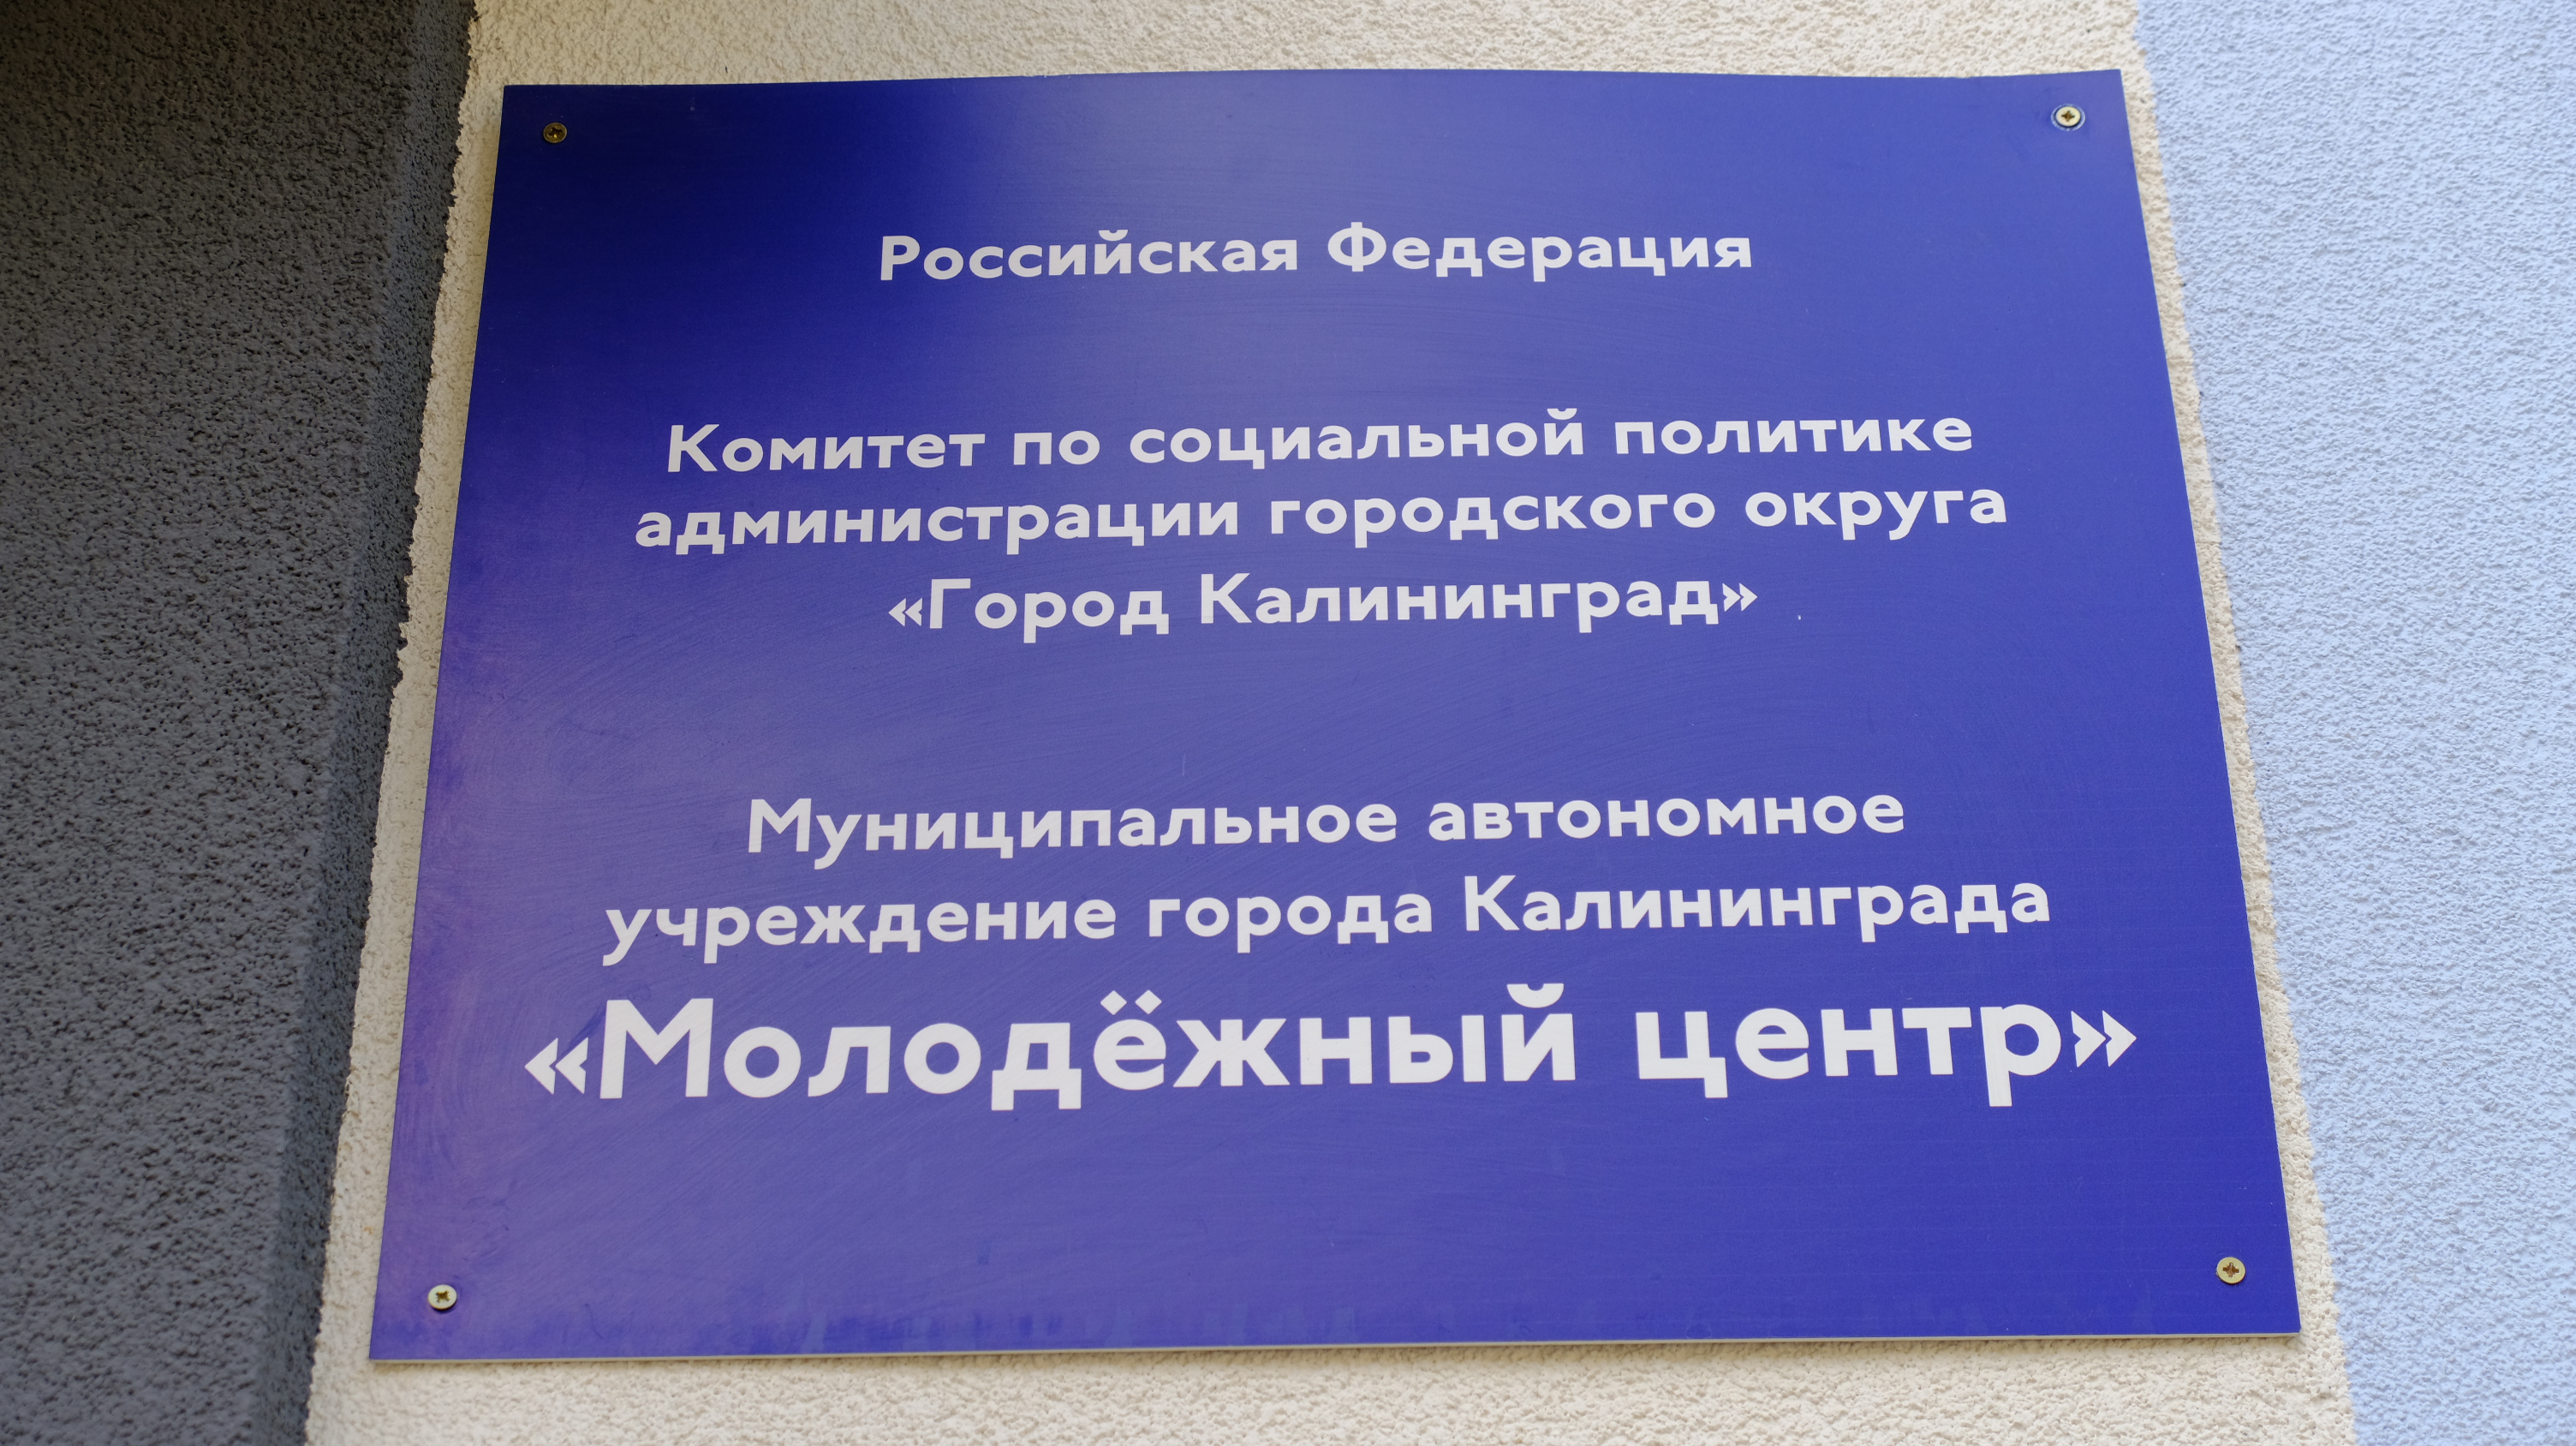 Российская Федерация
Комитет по социальной политике
администрации городского округа
«Город Калининград»
Муниципальное автономное
учреждение города Калининграда
«Молодёжный центр»